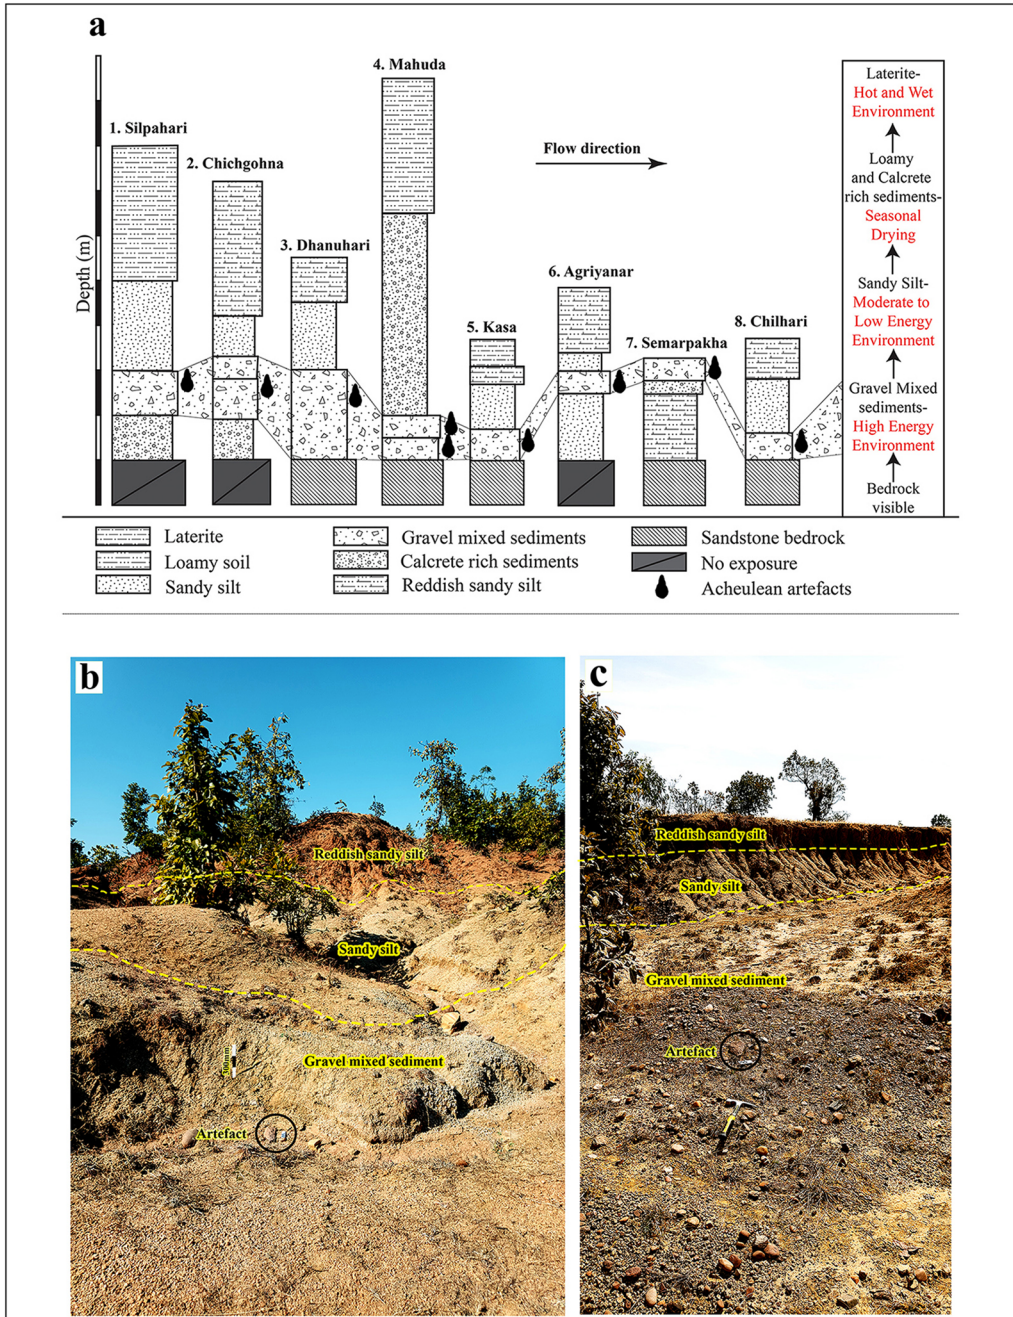 a
4. Mahuda
1. Silpahari
2. Chichgohna
Flow direction
3. Dhanuhari
6. Agriyanar
5. Kasa
7. Semarpakha
8. Chilhari
Depth (m)
Laterite-
Hot and Wet
Environment
Loamy
and Calcrete
rich sediments-
Seasonal
Drying
Sandy Silt-
Moderate to
Low Energy
Environment
Gravel Mixed
sediments-
High Energy
Environment
Bedrock
visible
Laterite
Loamy soil
Sandy silt
Gravel mixed sediments
Calcrete rich sediments
Reddish sandy silt
Sandstone bedrock
No exposure
Acheulean artefacts
b
Reddish sandy silt
Sandy silt
Gravel mixed sediment
Artefact
c
Reddish sandy silt
Sandy silt
Gravel mixed sediment
Artefact